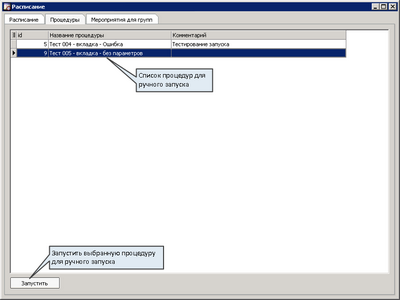 Расписание
Расписание Процедуры Мероприятия для групп
id Название процедуры Комментарий
5 Тест 004 - вкладка - Ошибка Тестирование запуска
9 Тест 005 - вкладка - без параметров
Список процедур для
ручного запуска
Запустить выбранную процедуру
для ручного запуска
Запустить